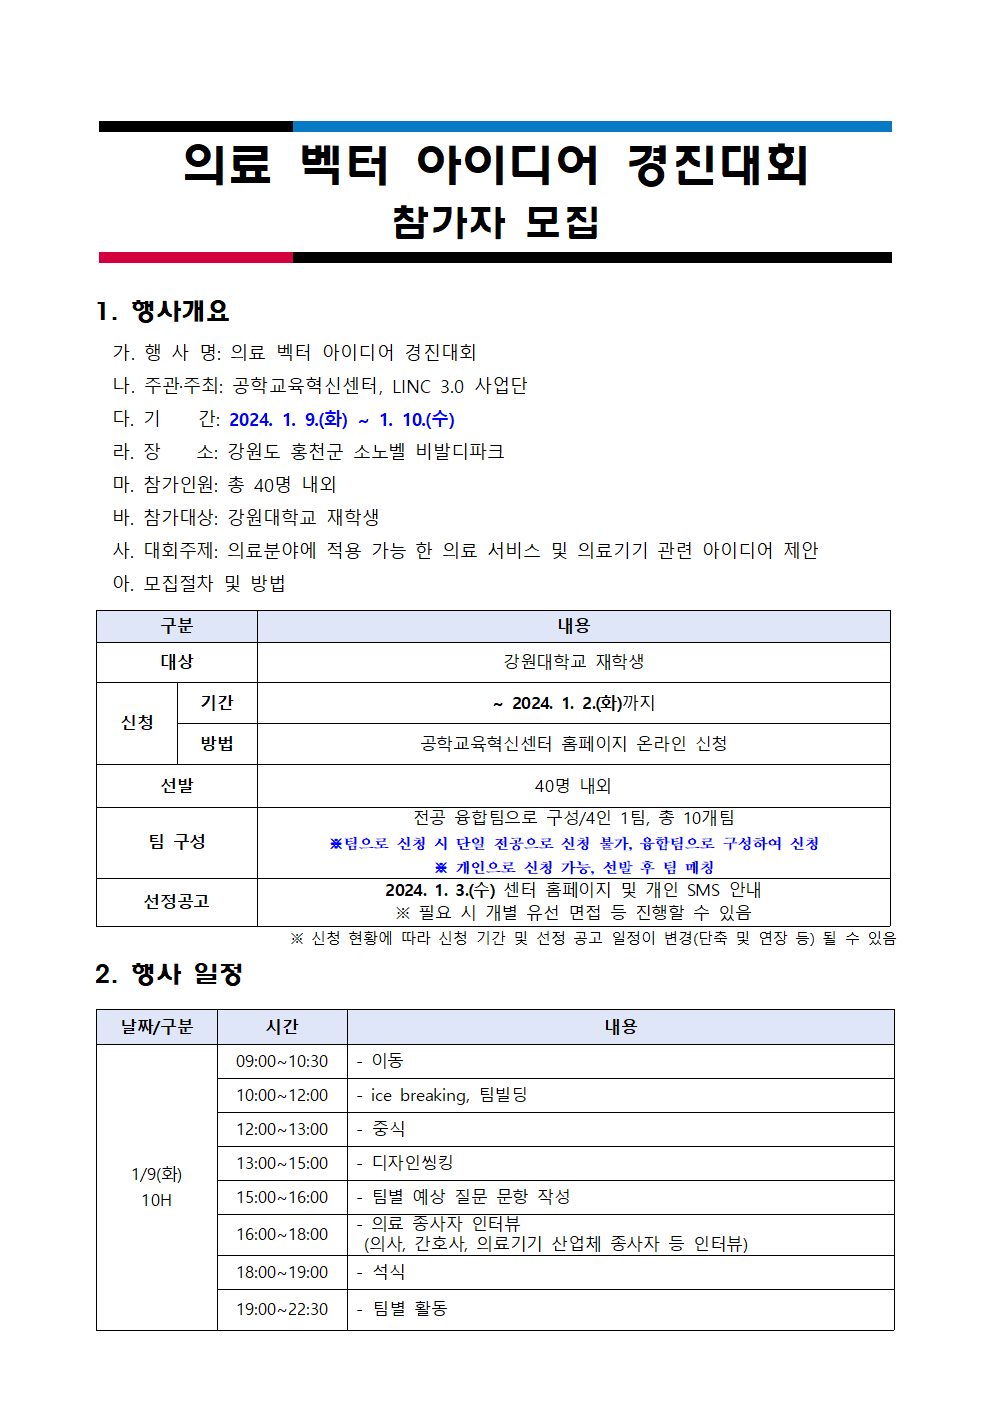 의료 벡터 아이디어 경진대회
참가자 모집
1. 행사개요
가. 행 사 명: 의료 벡터 아이디어 경진대회
나. 주관·주최: 공학교육혁신센터, LINC 3.0 사업단
다. 기 간: 2024. 1. 9.(화) ~ 1. 10.(수)
라. 장 소: 강원도 홍천군 소노벨 비발디파크
마. 참가인원: 총 40명 내외
바. 참가대상: 강원대학교 재학생
사. 대회주제: 의료분야에 적용 가능 한 의료 서비스 및 의료기기 관련 아이디어 제안
아. 모집절차 및 방법
구분 내용
대상 강원대학교 재학생
신청 기간 ~ 2024. 1. 2.(화)까지
방법 공학교육혁신센터 홈페이지 온라인 신청
선발 40명 내외
팀 구성 전공 융합팀으로 구성/4인 1팀, 총 10개팀
※팀으로 신청 시 단일 전공으로 신청 불가, 융합팀으로 구성하여 신청
※ 개인으로 신청 가능, 선발 후 팀 매칭
선정공고 2024. 1. 3.(수) 센터 홈페이지 및 개인 SMS 안내
※ 필요 시 개별 유선 면접 등 진행할 수 있음
※ 신청 현황에 따라 신청 기간 및 선정 공고 일정이 변경(단축 및 연장 등) 될 수 있음
2. 행사 일정
날짜/구분 시간 내용
1/9(화)
10H
09:00~10:30 - 이동
10:00~12:00 - ice breaking, 팀빌딩
12:00~13:00 - 중식
13:00~15:00 - 디자인씽킹
15:00~16:00 - 팀별 예상 질문 문항 작성
16:00~18:00 - 의료 종사자 인터뷰
(의사, 간호사, 의료기기 산업체 종사자 등 인터뷰)
18:00~19:00 - 석식
19:00~22:30 - 팀별 활동